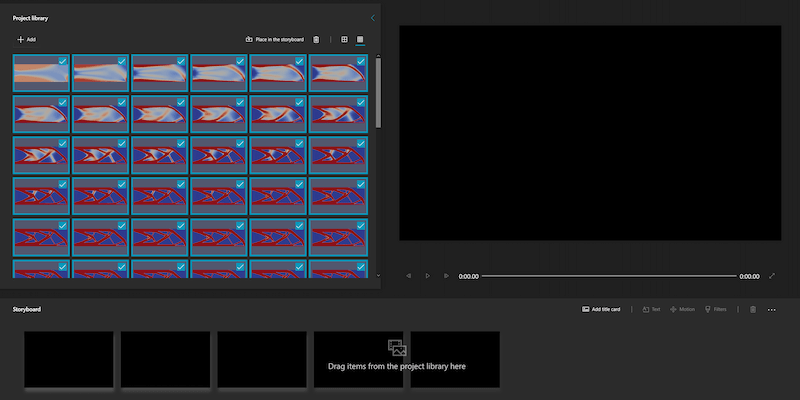 Project library
Add
Place in the storyboard
0:00.00
0:00.00
Storyboard
Add title card
Text
Motion
Filters
Drag items from the project library here